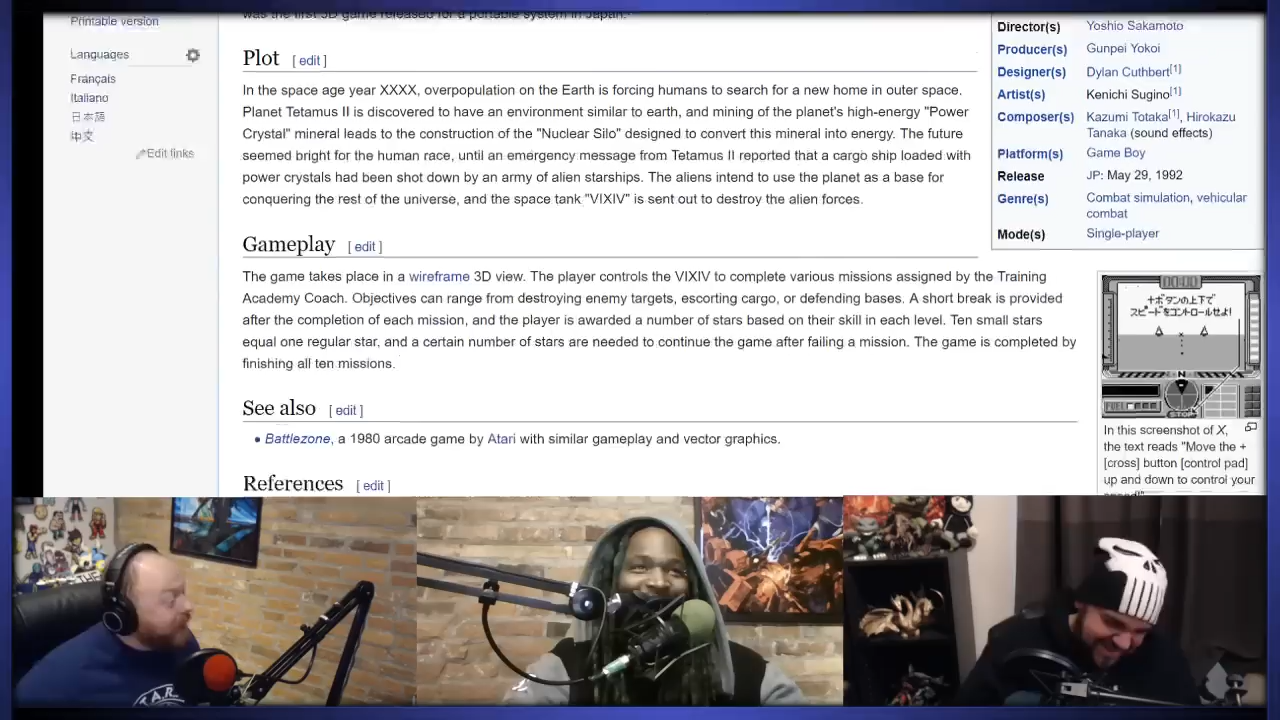 was the first 3D game released for a portable system in Japan.
Printable version
Languages
Français
Italiano
日本語
中文
Edit links
Plot [ edit ]
In the space age year XXXX, overpopulation on the Earth is forcing humans to search for a new home in outer space.
Planet Tetamus II is discovered to have an environment similar to earth, and mining of the planet's high-energy "Power
Crystal" mineral leads to the construction of the "Nuclear Silo" designed to convert this mineral into energy. The future
seemed bright for the human race, until an emergency message from Tetamus II reported that a cargo ship loaded with
power crystals had been shot down by an army of alien starships. The aliens intend to use the planet as a base for
conquering the rest of the universe, and the space tank "VIXIV" is sent out to destroy the alien forces.
Gameplay [ edit ]
The game takes place in a wireframe 3D view. The player controls the VIXIV to complete various missions assigned by the Training
Academy Coach. Objectives can range from destroying enemy targets, escorting cargo, or defending bases. A short break is provided
after the completion of each mission, and the player is awarded a number of stars based on their skill in each level. Ten small stars
equal one regular star, and a certain number of stars are needed to continue the game after failing a mission. The game is completed by
finishing all ten missions.
See also [ edit ]
• Battlezone, a 1980 arcade game by Atari with similar gameplay and vector graphics.
References [ edit ]
Director(s) Yoshio Sakamoto
Producer(s) Gunpei Yokoi
Designer(s) Dylan Cuthbert[1]
Artist(s) Kenichi Sugino[1]
Composer(s) Kazumi Totaka[1], Hirokazu
Tanaka (sound effects)
Platform(s) Game Boy
Release JP: May 29, 1992
Genre(s) Combat simulation, vehicular
combat
Mode(s) Single-player
00:00
+ボタンの上下で
スピードをコントロールせよ!
N
FUEL
STOP
In this screenshot of X,
the text reads "Move the +
[cross] button [control pad]
up and down to control your
speed!"